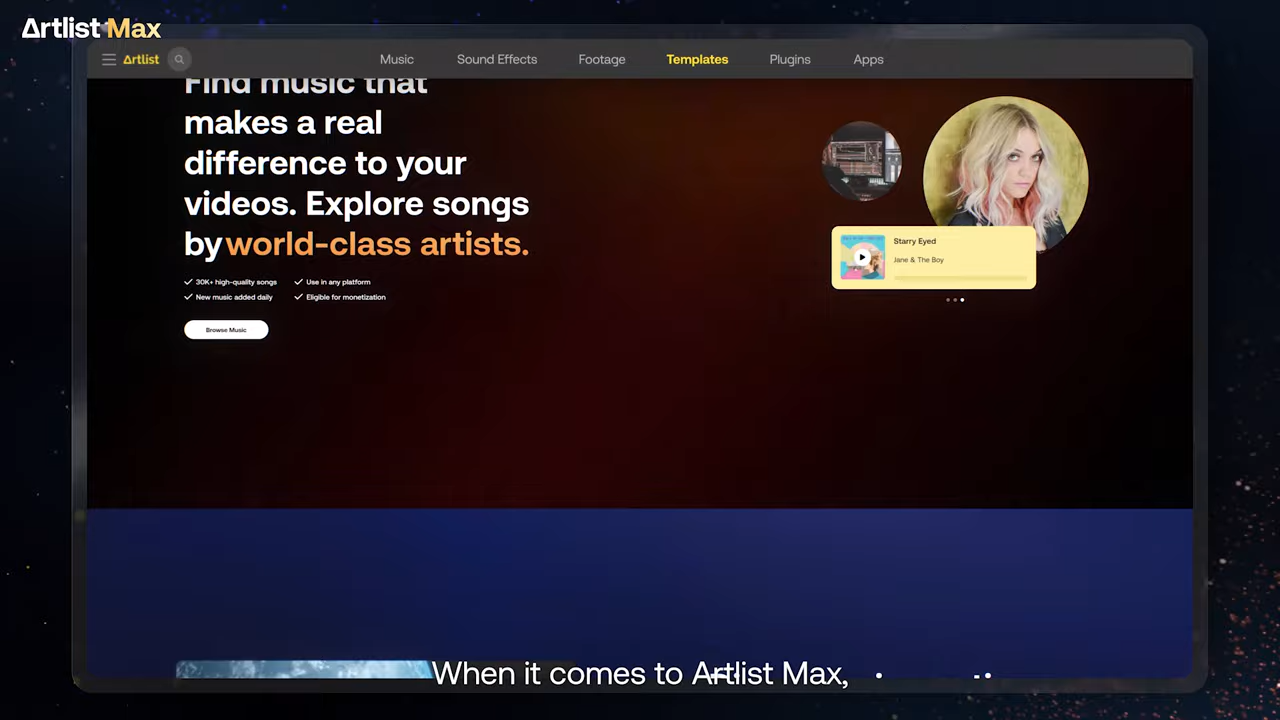 Artlist Max
Artlist
Music
Sound Effects
Footage
Templates
Plugins
Apps
Find music that
makes a real
difference to your
videos. Explore songs
by world-class artists.
30K+ high-quality songs
Use in any platform
New music added daily
Eligible for monetization
Browse Music
Starry Eyed
Jane & The Boy
When it comes to Artlist Max,